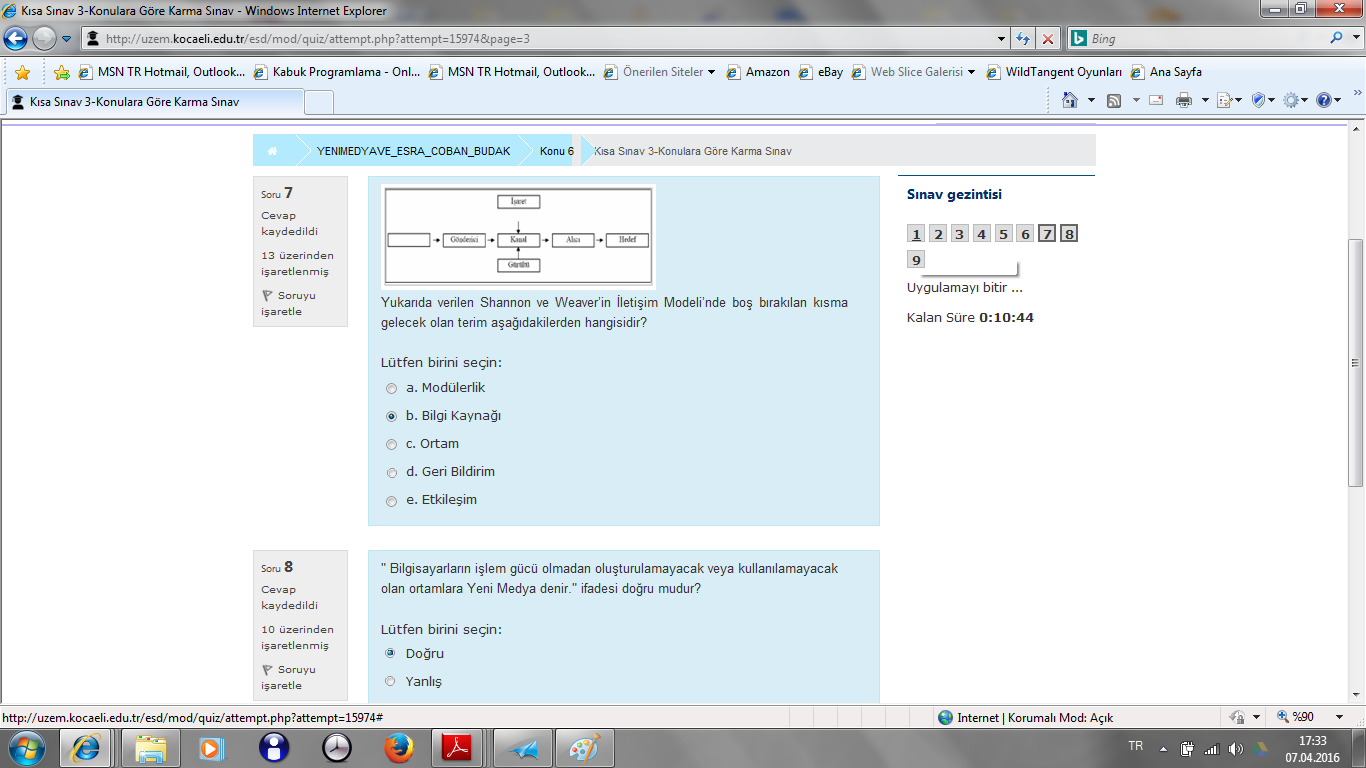 Kısa Sınav 3-Konulara Göre Karma Sınav - Windows Internet Explorer
http://uzem.kocaeli.edu.tr/esd/mod/quiz/attempt.php?attempt=15974&page=3
Bing
MSN TR Hotmail, Outlook... Kabuk Programlama - Onl... MSN TR Hotmail, Outlook... Önerilen Siteler Amazon eBay Web Slice Galerisi WildTangent Oyunları Ana Sayfa
Kısa Sınav 3-Konulara Göre Karma Sınav
YENIMEDYAVE_ESRA_COBAN_BUDAK Konu 6 Kısa Sınav 3-Konulara Göre Karma Sınav
Soru 7
Cevap
kaydedildi
13 üzerinden
işaretlenmiş
Soruyu
işaretle
İşaret
Gönderici Kanal Alıcı Hedef
Gürültü
Yukarıda verilen Shannon ve Weaver'in İletişim Modeli'nde boş bırakılan kısma
gelecek olan terim aşağıdakilerden hangisidir?
Lütfen birini seçin:
a. Modülerlik
b. Bilgi Kaynağı
c. Ortam
d. Geri Bildirim
e. Etkileşim
Sınav gezintisi
1 2 3 4 5 6 7 8
9
Uygulamayı bitir ...
Kalan Süre 0:10:44
Soru 8
Cevap
kaydedildi
10 üzerinden
işaretlenmiş
Soruyu
işaretle
" Bilgisayarların işlem gücü olmadan oluşturulamayacak veya kullanılamayacak
olan ortamlara Yeni Medya denir." ifadesi doğru mudur?
Lütfen birini seçin:
Doğru
Yanlış
http://uzem.kocaeli.edu.tr/esd/mod/quiz/attempt.php?attempt=15974# Internet | Korumalı Mod: Açık %90
TR 17:33
07.04.2016